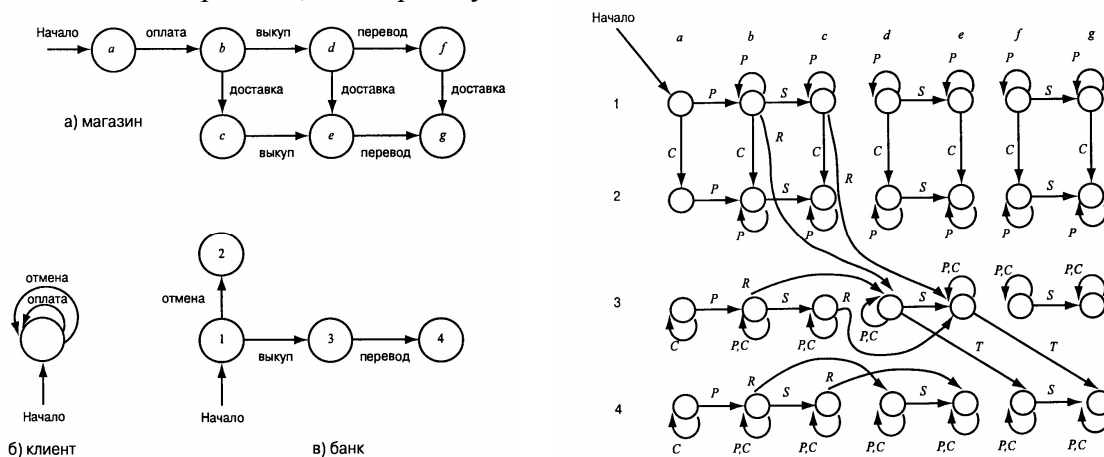 Начало
a
оплата
b
выкуп
d
перевод
f
доставка
доставка
доставка
а) магазин
c
выкуп
e
перевод
g
отмена
оплата
Начало
б) клиент
2
отмена
1
выкуп
3
перевод
4
Начало
в) банк
Начало
a b c d e f g
P P P P P P
1
P S S S
R
C C C C C C C
R
2
P S S S
P P P P P P
P,C P,C P,C
3
R R
P S S S
C P,C P,C P,C
T T
R R
4
P S S S
C P,C P,C P,C P,C P,C P,C